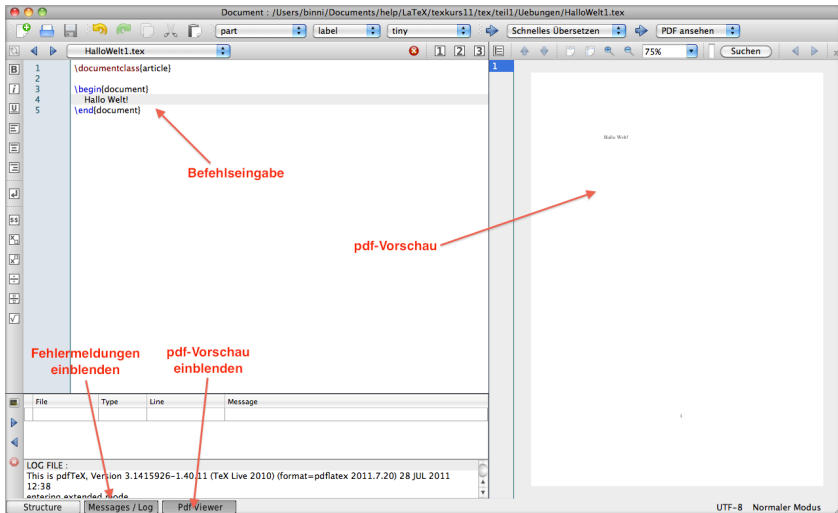 Document : /Users/binni/Documents/help/LaTeX/texkurs11/tex/teil1/Uebungen/HalloWelt1.tex
part label tiny Schnelles Übersetzen PDF ansehen
HalloWelt1.tex 1 2 3 75% Suchen
1 \documentclass{article}
2
3 \begin{document}
4 Hallo Welt!
5 \end{document}
B
i
U
$$
1
Hallo Welt!
Befehlseingabe
pdf-Vorschau
Fehlermeldungen
einblenden
pdf-Vorschau
einblenden
1
File Type Line Message
LOG FILE :
This is pdfTeX, Version 3.1415926-1.40.11 (TeX Live 2010) (format=pdflatex 2011.7.20) 28 JUL 2011
12:38
entering extended mode
Structure Messages / Log Pdf Viewer UTF-8 Normaler Modus